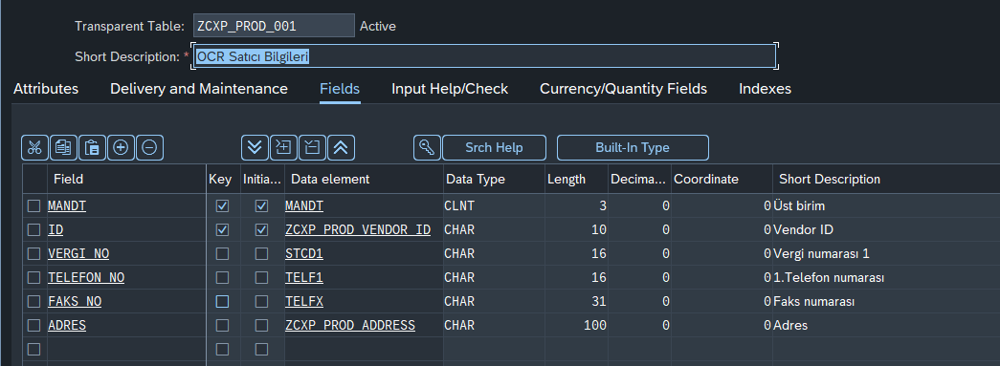 Transparent Table: ZCXP_PROD_001 Active
Short Description: * OCR Satıcı Bilgileri
Attributes Delivery and Maintenance Fields Input Help/Check Currency/Quantity Fields Indexes
Srch Help Built-In Type
Field Key Initia... Data element Data Type Length Decima... Coordinate Short Description
MANDT MANDT CLNT 3 0 0 Üst birim
ID ZCXP_PROD_VENDOR_ID CHAR 10 0 0 Vendor ID
VERGI_NO STCD1 CHAR 16 0 0 Vergi numarası 1
TELEFON_NO TELF1 CHAR 16 0 0 1.Telefon numarası
FAKS_NO TELFX CHAR 31 0 0 Faks numarası
ADRES ZCXP_PROD_ADDRESS CHAR 100 0 0 Adres